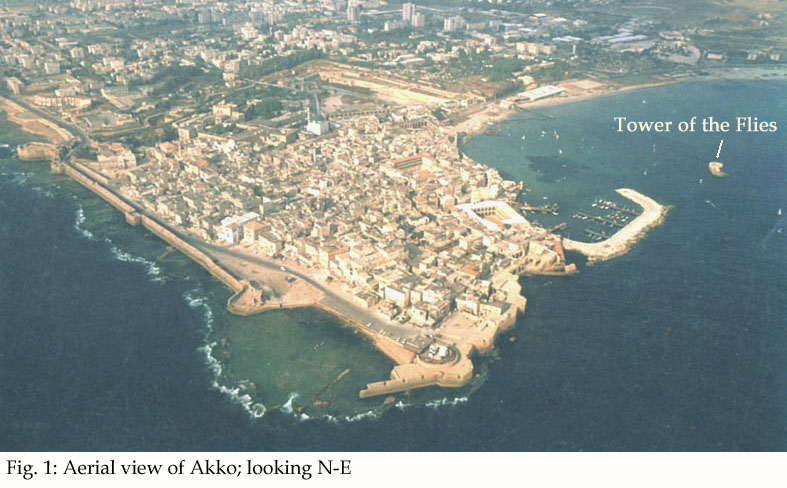 Tower of the Flies
Fig. 1: Aerial view of Akko; looking N-E